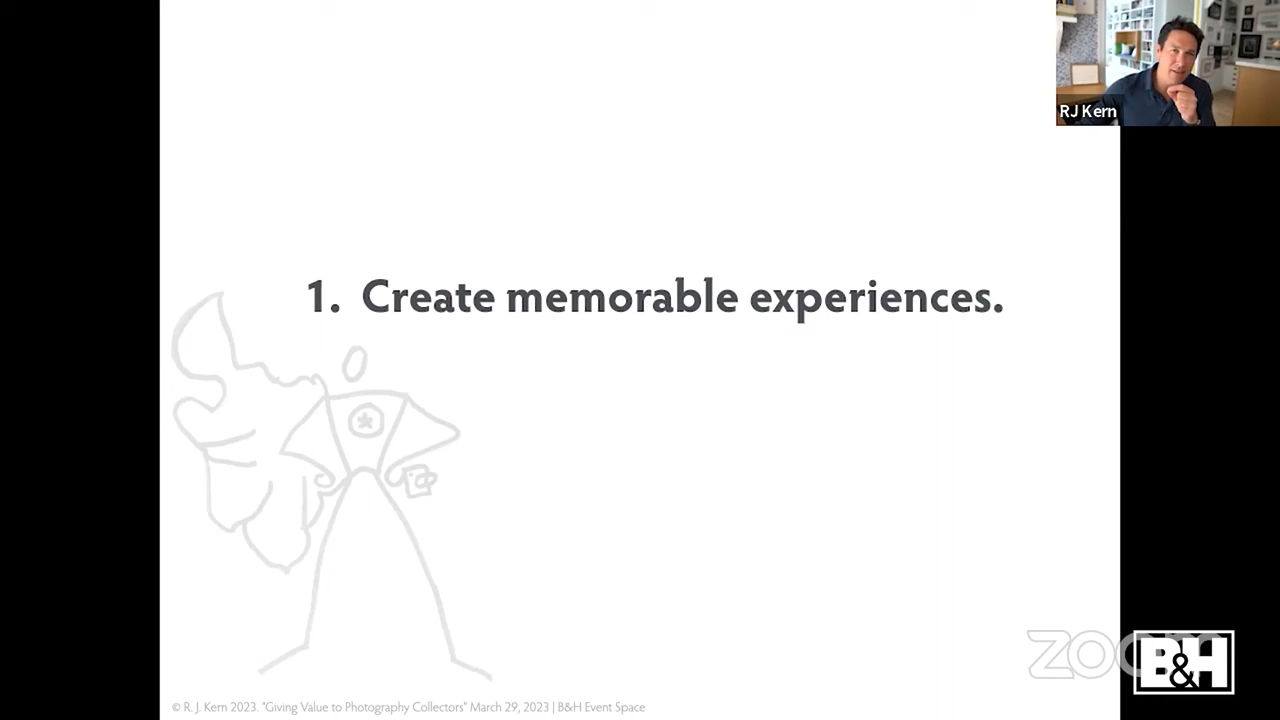 RJ Kern
1. Create memorable experiences.
zoom
B&H
© R. J. Kern 2023. "Giving Value to Photography Collectors" March 29, 2023 | B&H Event Space